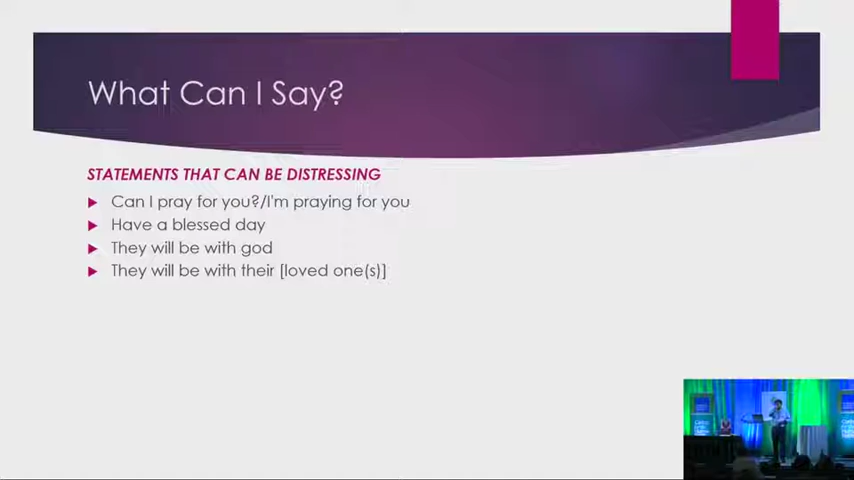 What Can I Say?
STATEMENTS THAT CAN BE DISTRESSING
Can I pray for you?/I'm praying for you
Have a blessed day
They will be with god
They will be with their [loved one(s)]